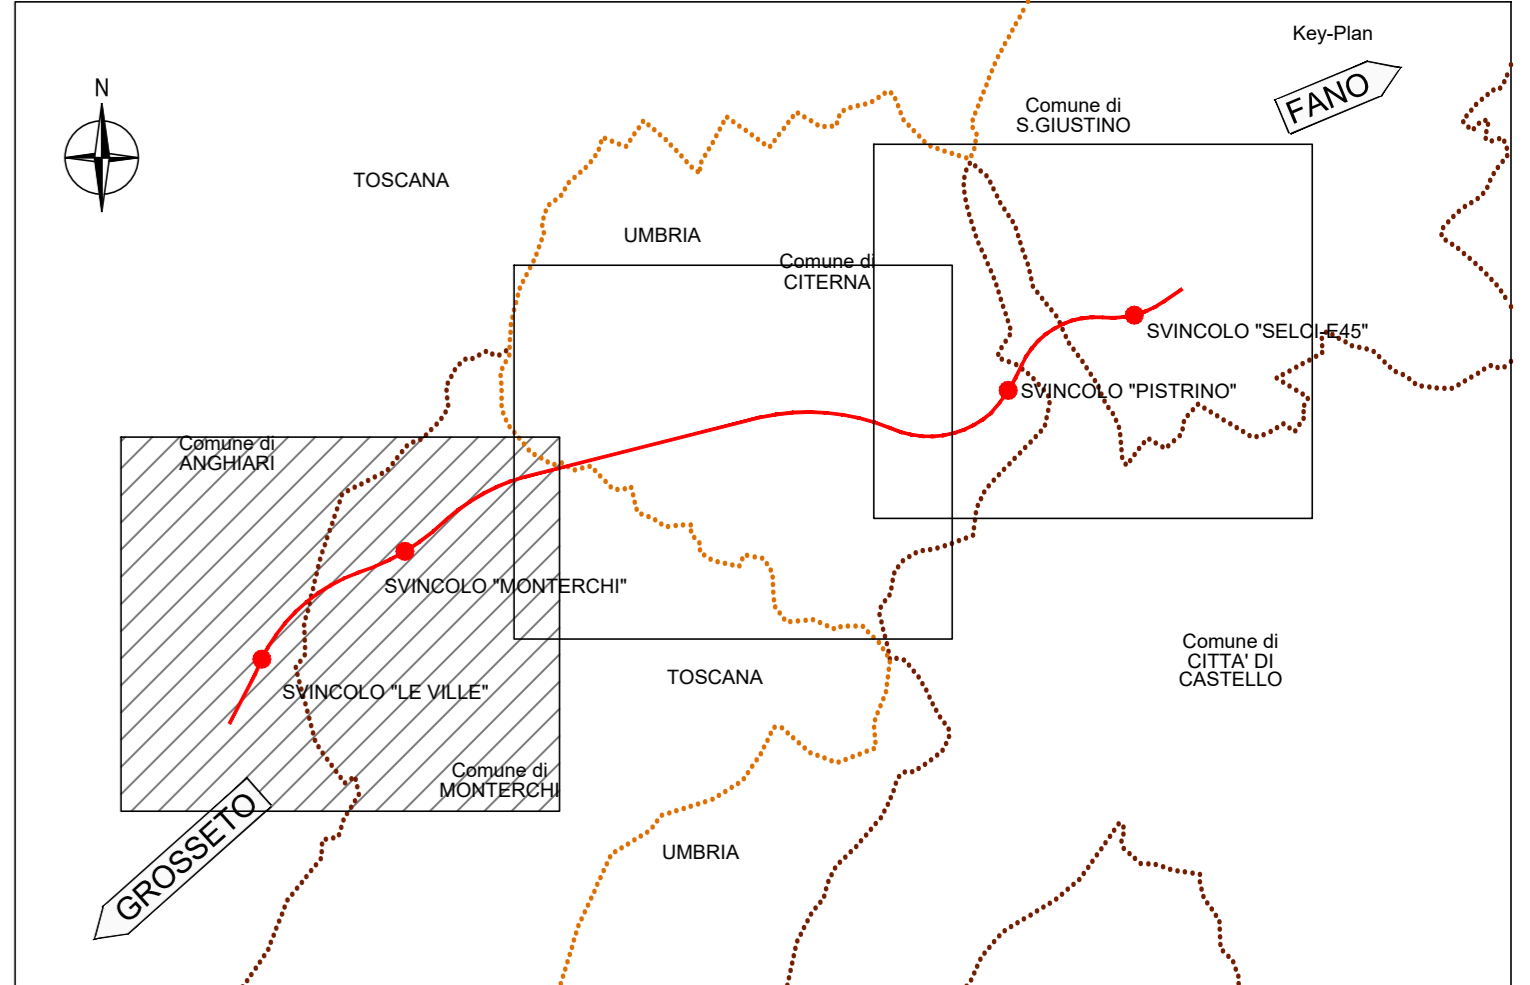 Key-Plan
N
FANO
Comune di
S.GIUSTINO
TOSCANA
UMBRIA
Comune di
CITERNA
SVINCOLO "SELCI-E45"
SVINCOLO "PISTRINO"
Comune di
ANGHIARI
SVINCOLO "MONTERCHI"
Comune di
CITTA' DI
CASTELLO
TOSCANA
SVINCOLO "LE VILLE"
Comune di
MONTERCHI
GROSSETO
UMBRIA